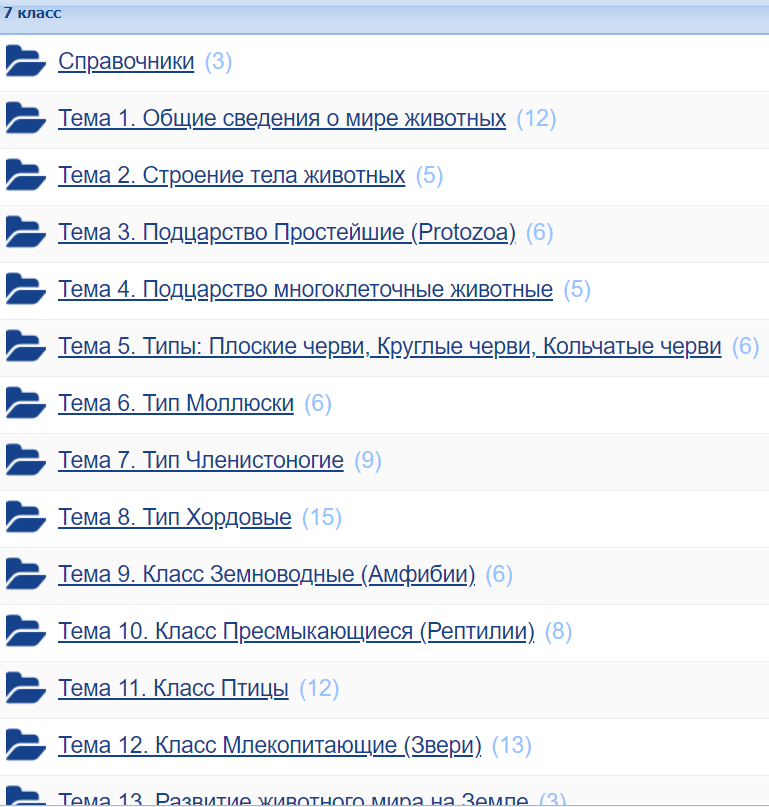 7 класс
Справочники (3)
Тема 1. Общие сведения о мире животных (12)
Тема 2. Строение тела животных (5)
Тема 3. Подцарство Простейшие (Protozoa) (6)
Тема 4. Подцарство многоклеточные животные (5)
Тема 5. Типы: Плоские черви, Круглые черви, Кольчатые черви (6)
Тема 6. Тип Моллюски (6)
Тема 7. Тип Членистоногие (9)
Тема 8. Тип Хордовые (15)
Тема 9. Класс Земноводные (Амфибии) (6)
Тема 10. Класс Пресмыкающиеся (Рептилии) (8)
Тема 11. Класс Птицы (12)
Тема 12. Класс Млекопитающие (Звери) (13)
Тема 13. Развитие животного мира на Земле (3)